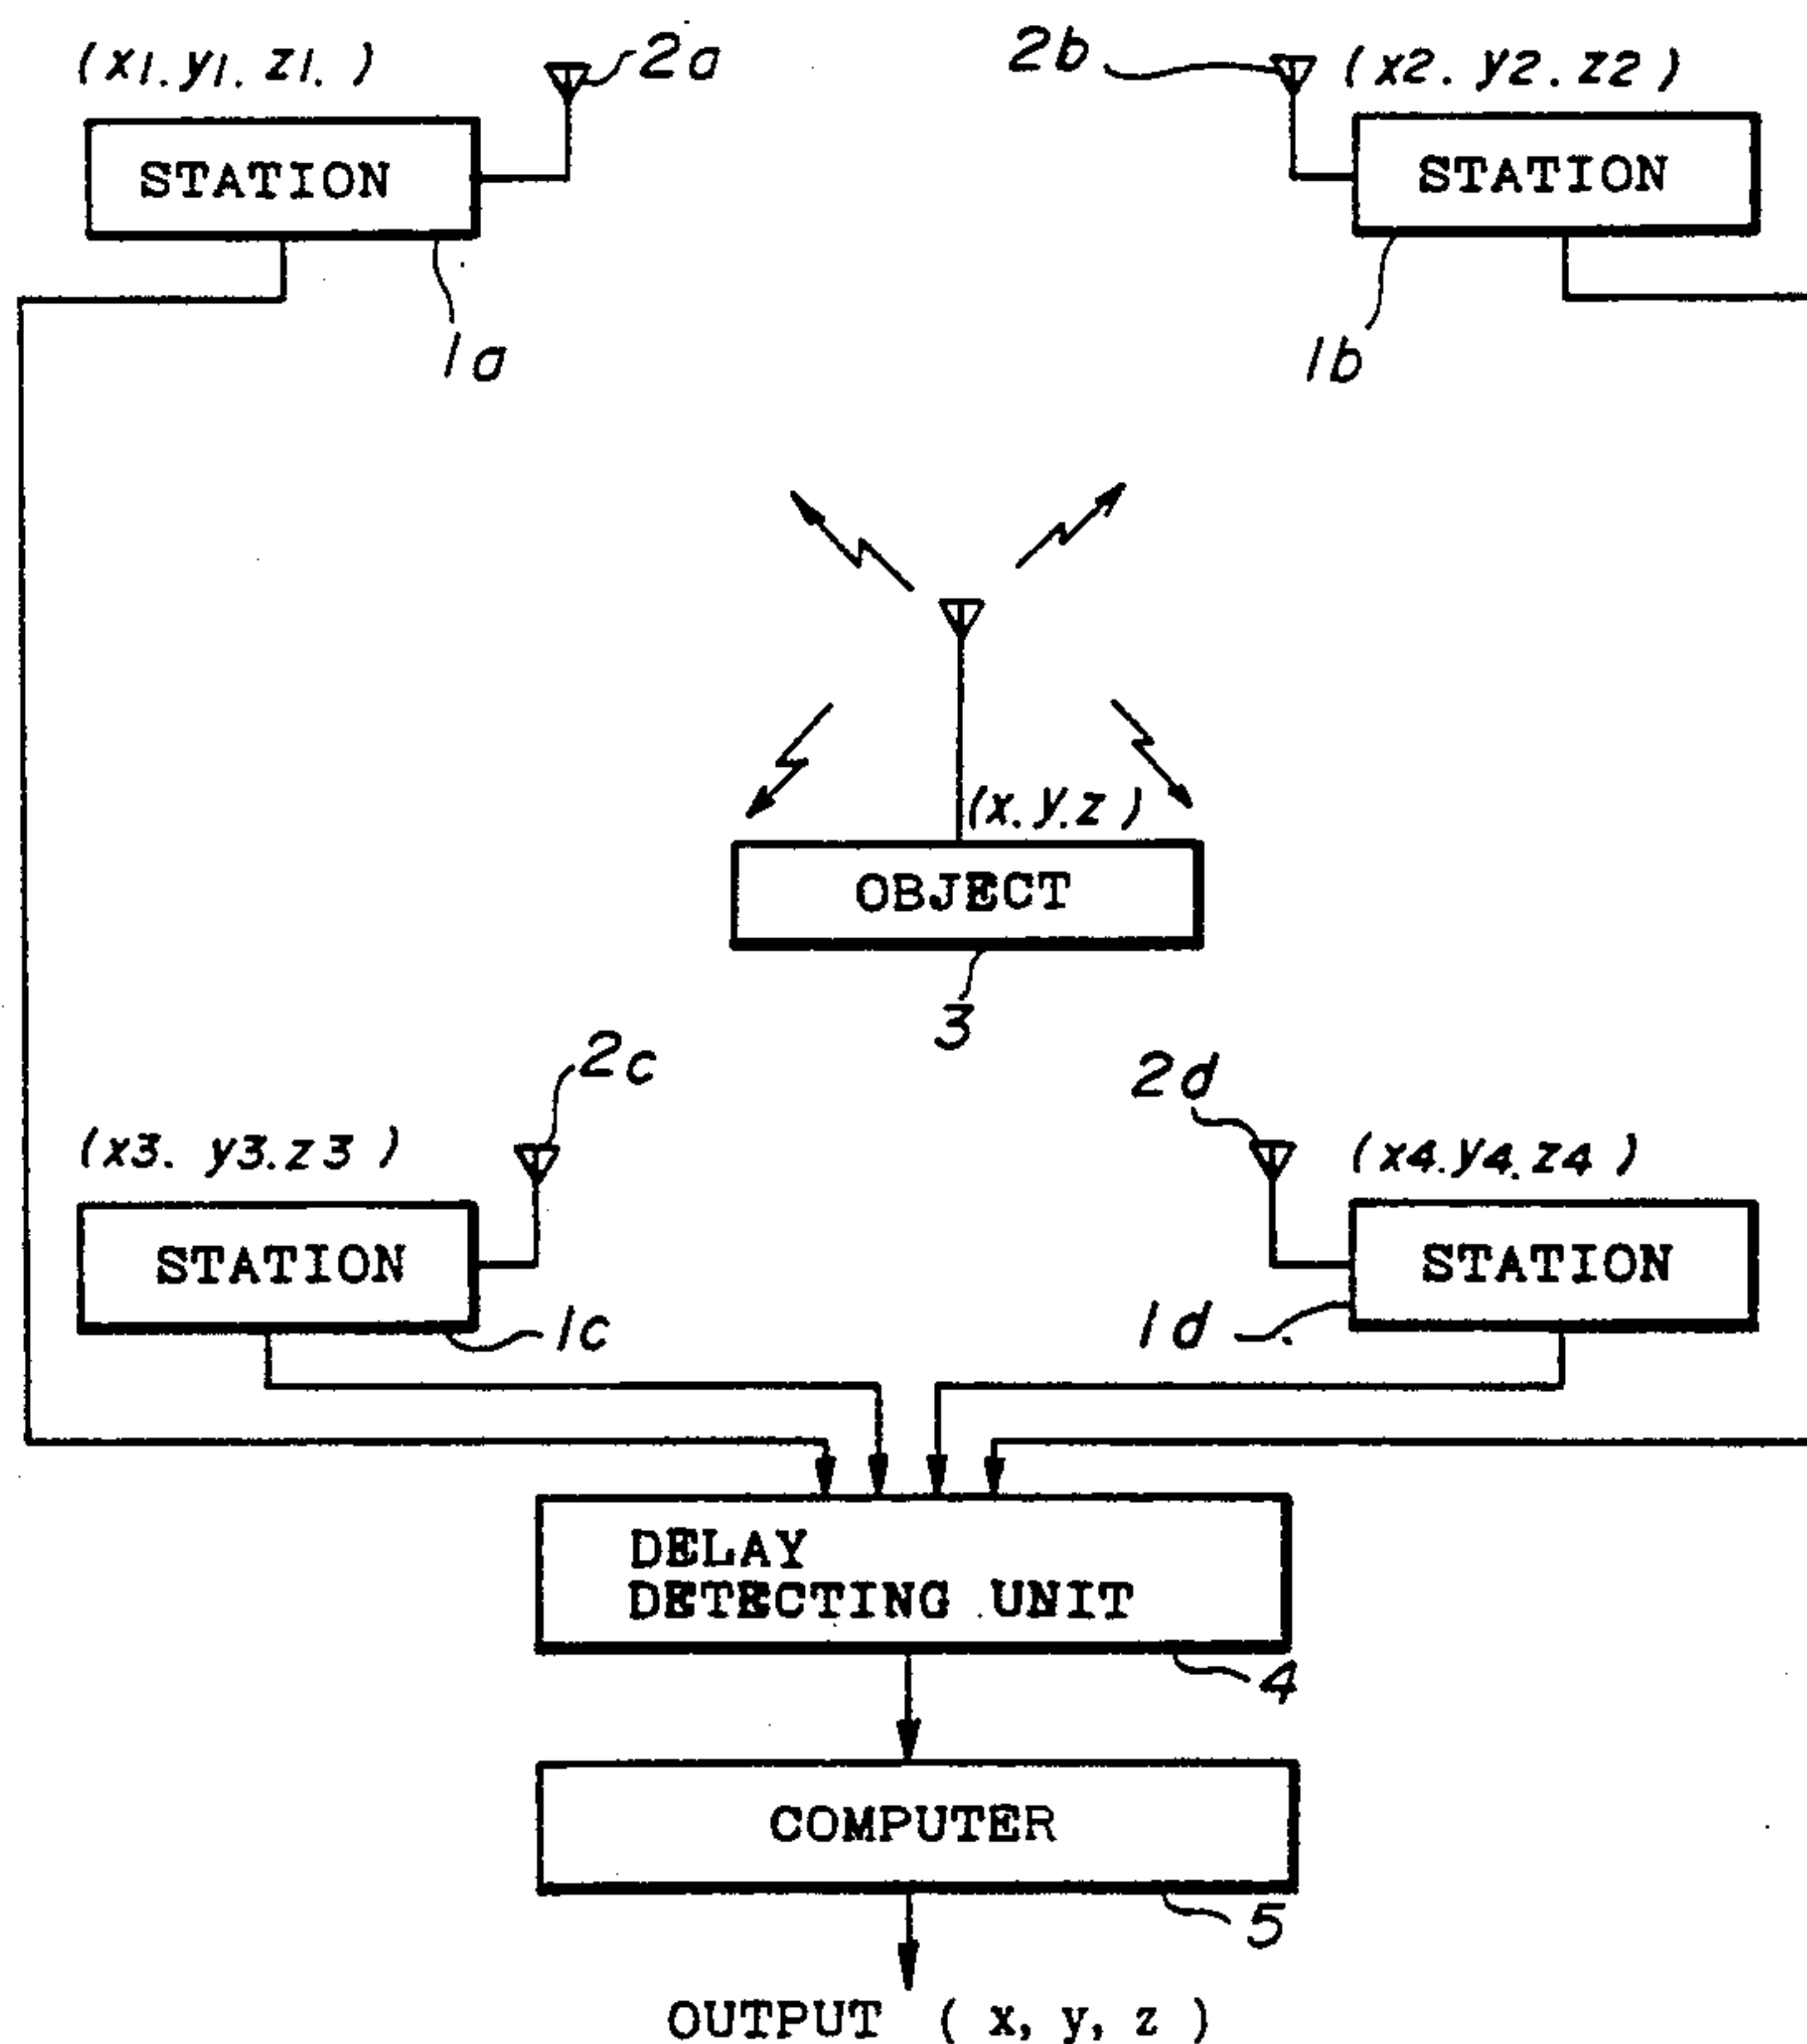 (x1. y1. z1. )
2a
2b
(x2. y2. z2 )
STATION
STATION
1a
1b
(x. y. z )
OBJECT
3
2c
2d
(x3. y3. z3 )
(x4. y4. z4 )
STATION
STATION
1c
1d
DELAY
DETECTING UNIT
4
COMPUTER
5
OUTPUT ( x, y, z )